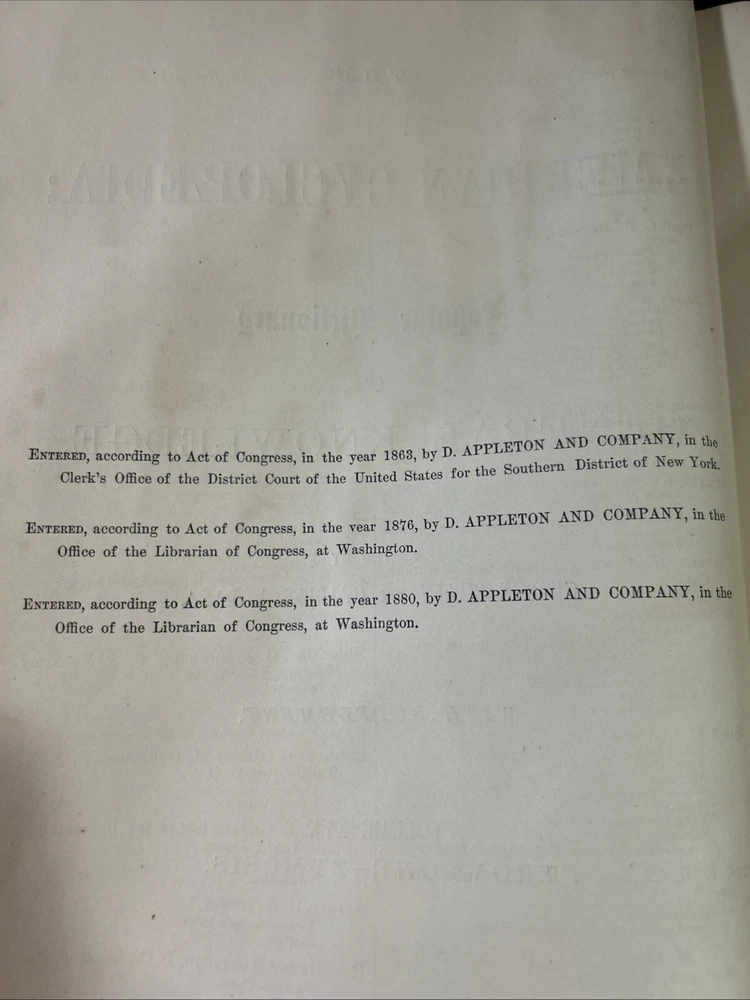 ENTERED, according to Act of Congress, in the year 1863, by D. APPLETON AND COMPANY, in the
Clerk's Office of the District Court of the United States for the Southern District of New York.
ENTERED, according to Act of Congress, in the year 1876, by D. APPLETON AND COMPANY, in the
Office of the Librarian of Congress, at Washington.
ENTERED, according to Act of Congress, in the year 1880, by D. APPLETON AND COMPANY, in the
Office of the Librarian of Congress, at Washington.